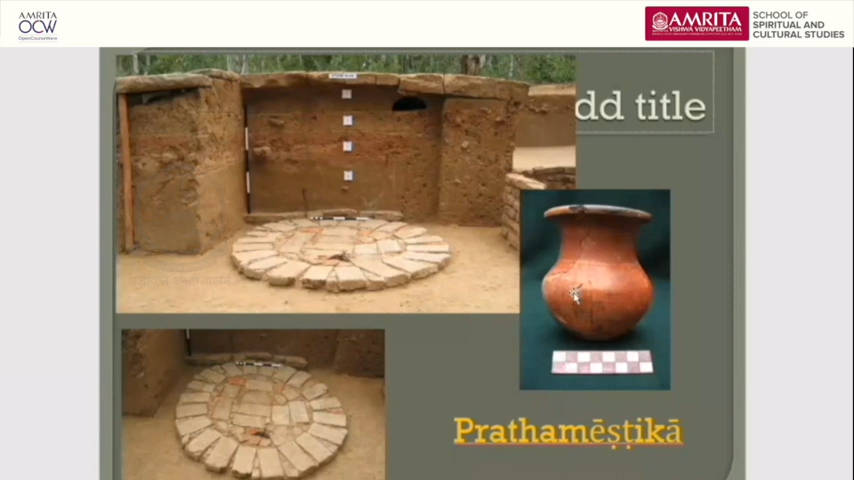 AMRITA
OCW
OpenCourseWare
AMRITA
VISHWA VIDYAPEETHAM
SCHOOL OF
SPIRITUAL AND
CULTURAL STUDIES
dd title
Prathamēṣṭikā